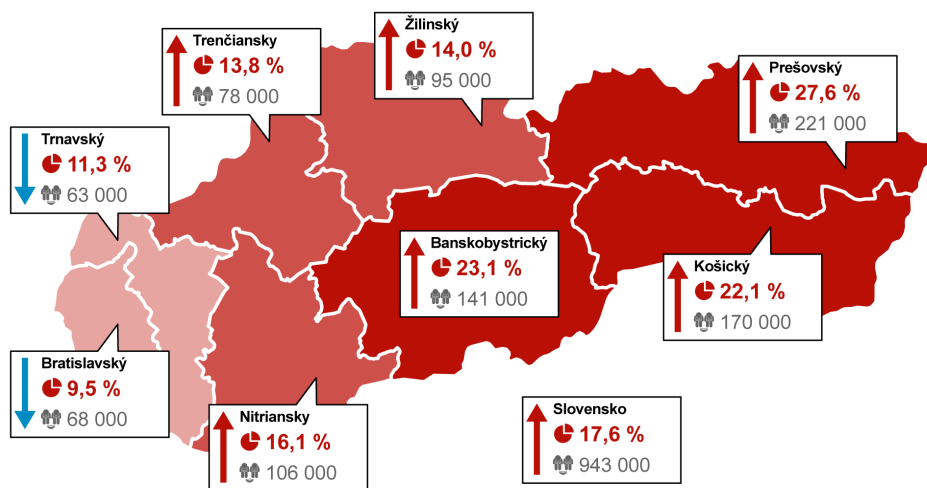 Žilinský
14,0 %
95 000
Trenčiansky
13,8 %
78 000
Prešovský
27,6 %
221 000
Trnavský
11,3 %
63 000
Banskobystrický
23,1 %
141 000
Košický
22,1 %
170 000
Bratislavský
9,5 %
68 000
Nitriansky
16,1 %
106 000
Slovensko
17,6 %
943 000